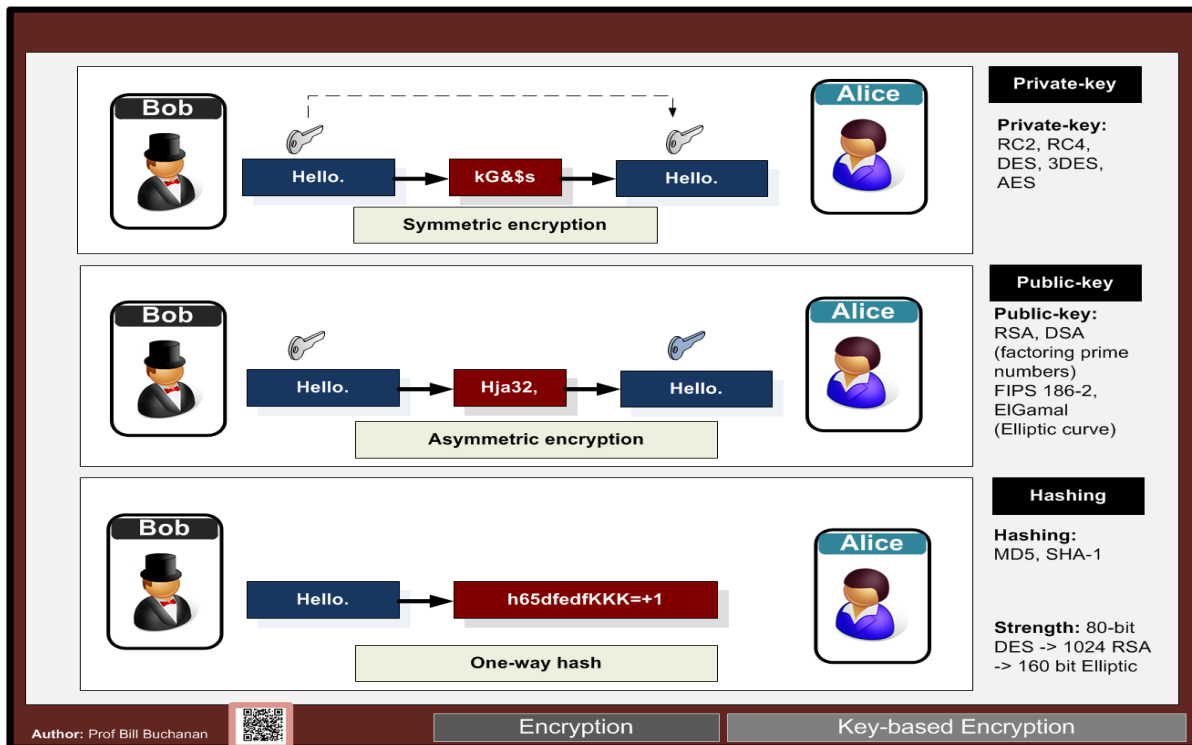 Bob
Alice
Hello.
kG&$s
Hello.
Symmetric encryption
Private-key
Private-key:
RC2, RC4,
DES, 3DES,
AES
Bob
Alice
Hello.
Hja32,
Hello.
Asymmetric encryption
Public-key
Public-key:
RSA, DSA
(factoring prime
numbers)
FIPS 186-2,
ElGamal
(Elliptic curve)
Bob
Alice
Hello.
h65dfedfKKK=+1
One-way hash
Hashing
Hashing:
MD5, SHA-1
Strength: 80-bit
DES -> 1024 RSA
-> 160 bit Elliptic
Author: Prof Bill Buchanan
Encryption
Key-based Encryption